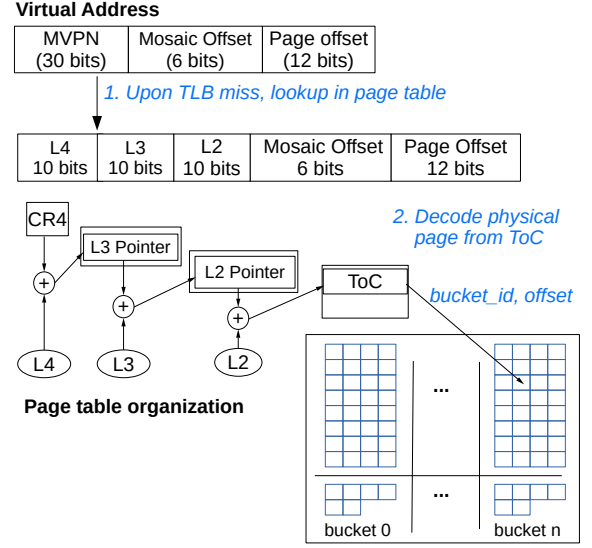 Virtual Address
MVPN
(30 bits)
Mosaic Offset
(6 bits)
Page offset
(12 bits)
1. Upon TLB miss, lookup in page table
L4
10 bits
L3
10 bits
L2
10 bits
Mosaic Offset
6 bits
Page Offset
12 bits
CR4
L3 Pointer
L2 Pointer
ToC
2. Decode physical
page from ToC
bucket_id, offset
+
+
+
L4
L3
L2
Page table organization
...
...
bucket 0
bucket n